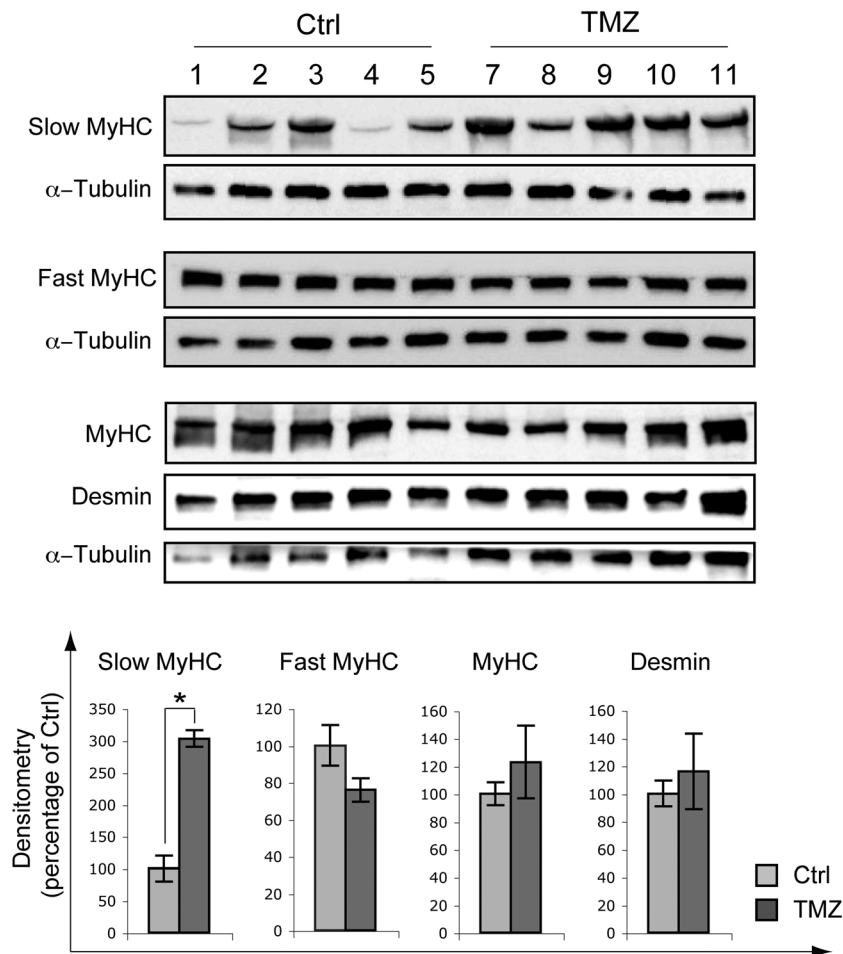 Ctrl TMZ
1 2 3 4 5 7 8 9 10 11
Slow MyHC
α–Tubulin
Fast MyHC
α–Tubulin
MyHC
Desmin
α–Tubulin
Densitometry
(percentage of Ctrl)
Slow MyHC
350
300
250
200
150
100
50
0
*
Fast MyHC
120
100
80
60
40
20
0
MyHC
160
140
120
100
80
60
40
20
0
Desmin
160
140
120
100
80
60
40
20
0
Ctrl
TMZ